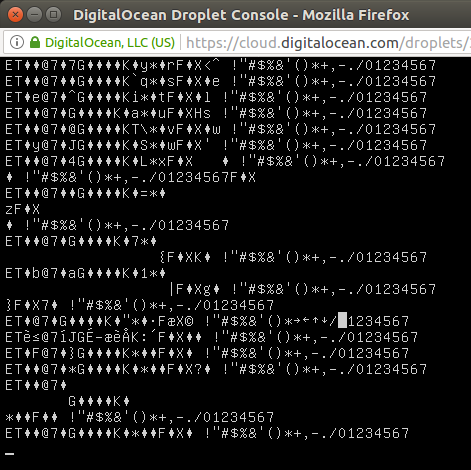 DigitalOcean Droplet Console - Mozilla Firefox
DigitalOcean, LLC (US) https://cloud.digitalocean.com/droplets/
ET♦♦@7♦7G♦♦♦♦K♦y*♦rF♦X<^ !"#$%&'()*+,-./01234567
ET♦♦@7♦♦G♦♦♦♦K`q*♦sF♦X♦e !"#$%&'()*+,-./01234567
ET♦e@7♦^G♦♦♦♦Ki*♦tF♦X♦l !"#$%&'()*+,-./01234567
ET♦♦@7♦G♦♦♦♦K♦a*♦uF♦XHs !"#$%&'()*+,-./01234567
ET♦♦@7♦@G♦♦♦♦KT\*♦vF♦X♦w !"#$%&'()*+,-./01234567
ET♦y@7♦JG♦♦♦♦K♦S*♦wF♦X' !"#$%&'()*+,-./01234567
ET♦♦@7♦4G♦♦♦♦K♦L*xF♦X ♦ !"#$%&'()*+,-./01234567
♦ !"#$%&'()*+,-./01234567F♦X
ET♦♦@7♦♦G♦♦♦♦K♦=*♦
zF♦X
♦ !"#$%&'()*+,-./01234567
ET♦♦@7♦G♦♦♦♦K♦7*♦
{F♦XK♦ !"#$%&'()*+,-./01234567
ET♦b@7♦aG♦♦♦♦K♦1*♦
|F♦Xg♦ !"#$%&'()*+,-./01234567
}F♦X7♦ !"#$%&'()*+,-./01234567
ET♦@7♦G♦♦♦♦K♦"*♦·FæX© !"#$%&'()*→←↑↓/ 1234567
ETè≤@7íJGÉ-æèÅK:´F♦X♦♦ !"#$%&'()*+,-./01234567
ET♦F@7♦}G♦♦♦♦K♦*♦♦F♦X♦ !"#$%&'()*+,-./01234567
ET♦♦@7♦*G♦♦♦♦K♦*♦♦F♦X?♦ !"#$%&'()*+,-./01234567
ET♦♦@7♦
G♦♦♦♦K♦
*♦♦F♦♦ !"#$%&'()*+,-./01234567
ET♦♦@7♦G♦♦♦♦K♦*♦♦F♦X♦ !"#$%&'()*+,-./01234567
_